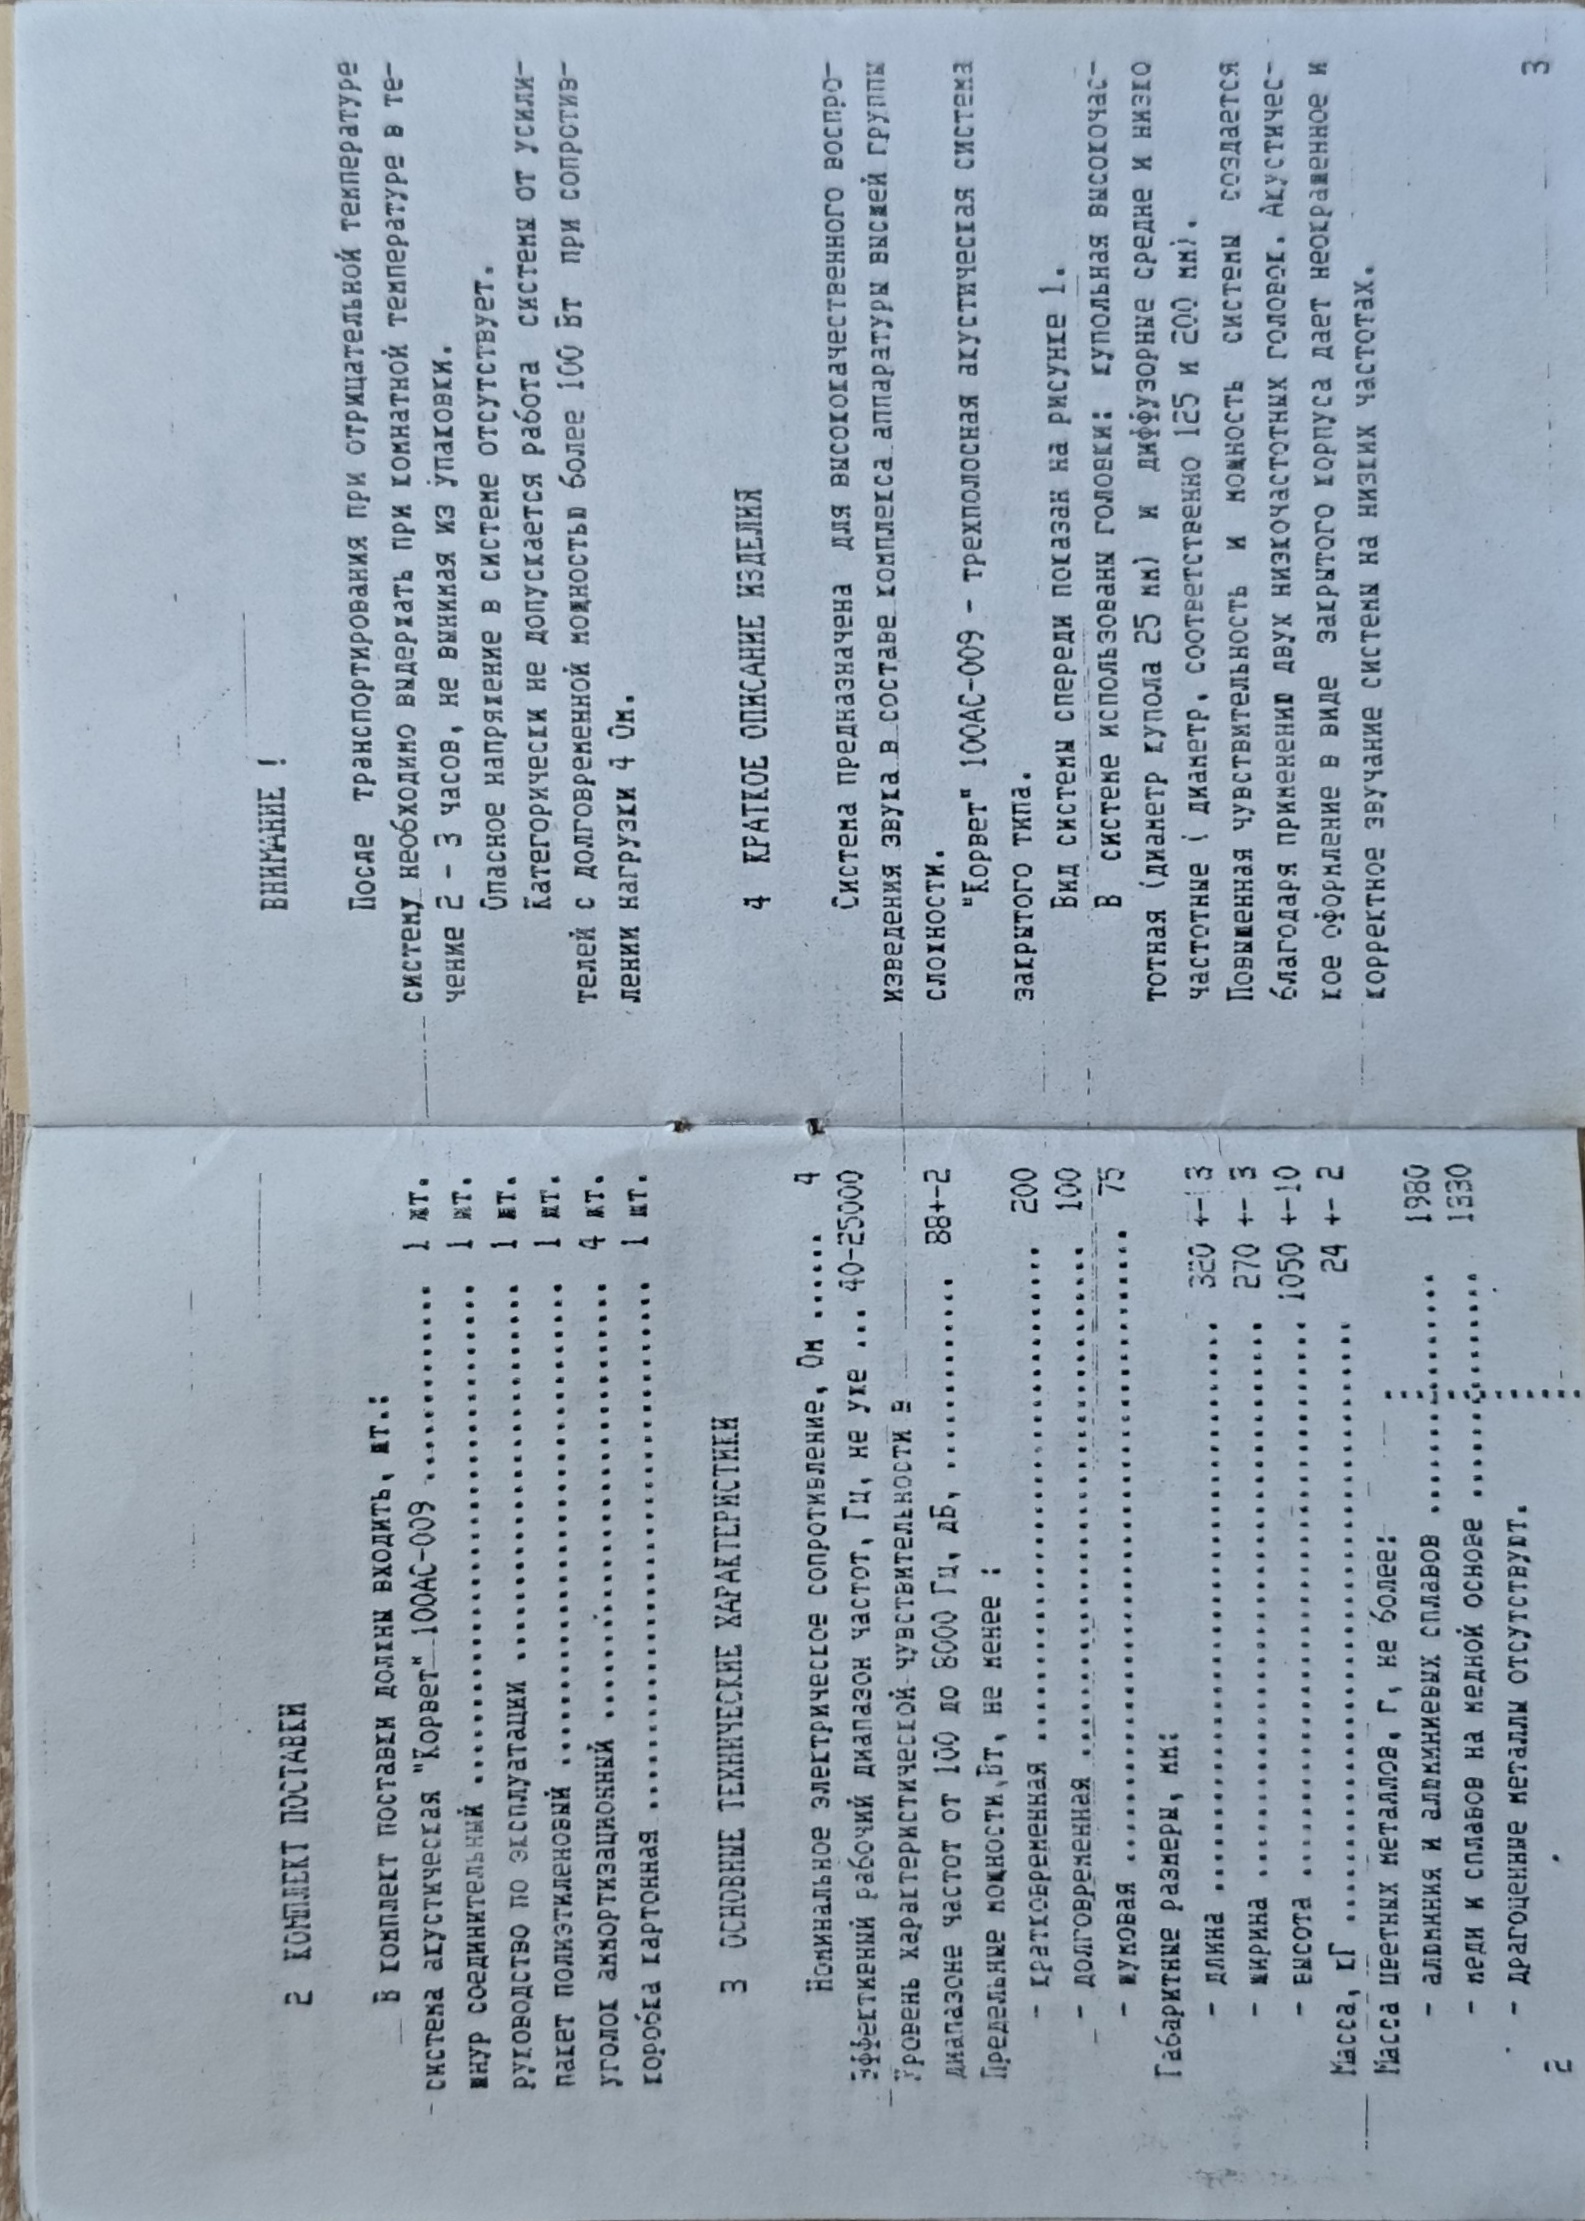 2 КОМПЛЕКТ ПОСТАВКИ
В комплект поставки должны входить, шт.:
система акустическая "Корвет" 100АС-009 ............ 1 шт.
шнур соединительный ................................ 1 шт.
руководство по эксплуатации ........................ 1 шт.
пакет полиэтиленовый ............................... 1 шт.
уголок амортизационный ............................. 4 шт.
коробка картонная .................................. 1 шт.
3 ОСНОВНЫЕ ТЕХНИЧЕСКИЕ ХАРАКТЕРИСТИКИ
Номинальное электрическое сопротивление, Ом ...... 4
Эффективный рабочий диапазон частот, Гц, не уже ... 40-25000
Уровень характеристической чувствительности в
диапазоне частот от 100 до 8000 Гц, дБ, ............ 88+-2
Предельные мощности,Вт, не менее :
- кратковременная ................................ 200
- долговременная ................................. 100
- шумовая ........................................ 75
Габаритные размеры, мм:
- длина .................................... 320 +- 3
- ширина ................................... 270 +- 3
- высота ................................... 1050 +-10
Масса, кГ .................................. 24 +- 2
Масса цветных металлов, г, не более:
- алюминия и алюминиевых сплавов ................ 1980
- меди и сплавов на медной основе ............... 1330
- драгоценные металлы отсутствуют.
2
ВНИМАНИЕ !
После транспортирования при отрицательной температуре
систему необходимо выдержать при комнатной температуре в те-
чение 2 - 3 часов, не вынимая из упаковки.
Опасное напряжение в системе отсутствует.
Категорически не допускается работа системы от усили-
телей с долговременной мощностью более 100 Вт при сопротив-
лении нагрузки 4 Ом.
4 КРАТКОЕ ОПИСАНИЕ ИЗДЕЛИЯ
Система предназначена для высококачественного воспро-
изведения звука в составе комплекса аппаратуры высшей группы
сложности.
"Корвет" 100АС-009 - трехполосная акустическая система
закрытого типа.
Вид системы спереди показан на рисунке 1.
В системе использованы головки: купольная высокочас-
тотная (диаметр купола 25 мм) и диффузорные средне и низко
частотные ( диаметр, соответственно 125 и 200 мм).
Повышенная чувствительность и мощность системы создается
благодаря применению двух низкочастотных головок. Акустичес-
кое оформление в виде закрытого корпуса дает неокрашенное и
корректное звучание системы на низких частотах.
3